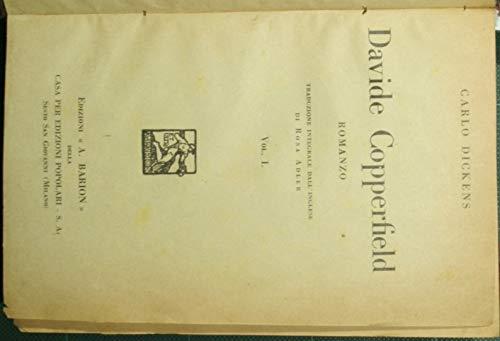 CARLO DICKENS
Davide Copperfield
ROMANZO
TRADUZIONE INTEGRALE DALL'INGLESE
DI ROSA ADLER
VOL. I.
EDIZIONI « A. BARION »
DELLA
CASA PER EDIZIONI POPOLARI - S. A.
SESTO SAN GIOVANNI (MILANO)